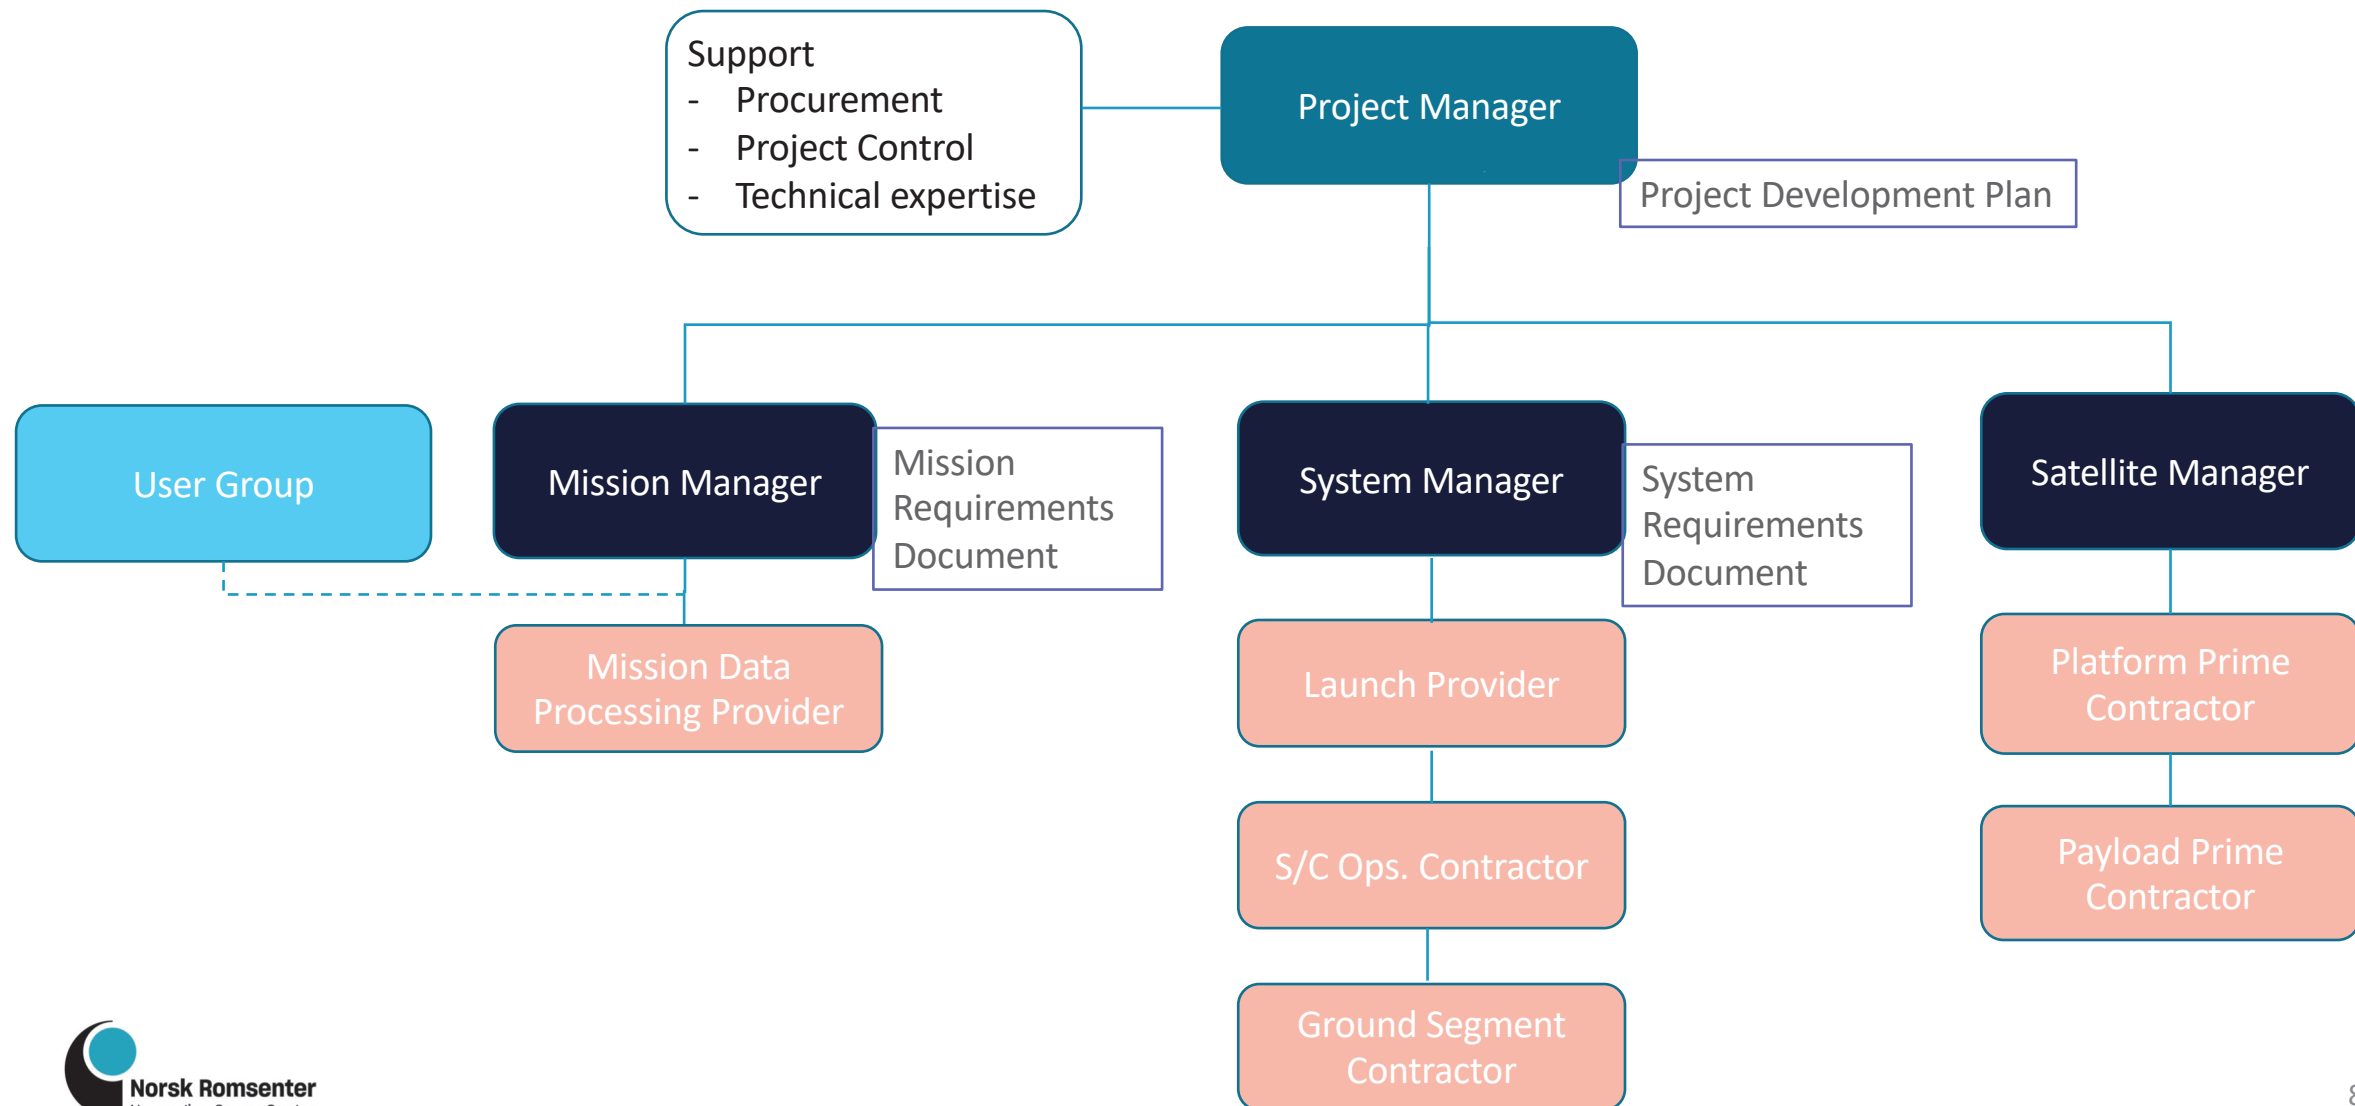 Support
- Procurement
- Project Control
- Technical expertise
Project Manager
Project Development Plan
User Group
Mission Manager
Mission
Requirements
Document
System Manager
System
Requirements
Document
Satellite Manager
Mission Data
Processing Provider
Launch Provider
Platform Prime
Contractor
S/C Ops. Contractor
Payload Prime
Contractor
Ground Segment
Contractor
Norsk Romsenter